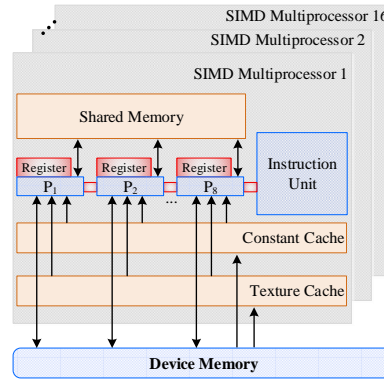 SIMD Multiprocessor 16
SIMD Multiprocessor 2
SIMD Multiprocessor 1
Shared Memory
Register Register Register
Instruction
Unit
P1 P2 ... P8
Constant Cache
Texture Cache
Device Memory